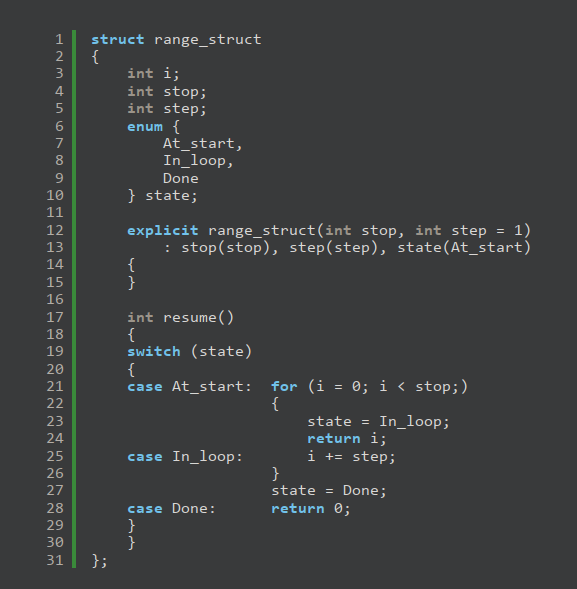 1 struct range_struct
2 {
3     int i;
4     int stop;
5     int step;
6     enum {
7         At_start,
8         In_loop,
9         Done
10     } state;
11
12     explicit range_struct(int stop, int step = 1)
13         : stop(stop), step(step), state(At_start)
14     {
15     }
16
17     int resume()
18     {
19     switch (state)
20     {
21     case At_start:  for (i = 0; i < stop;)
22                     {
23                         state = In_loop;
24                         return i;
25     case In_loop:       i += step;
26                     }
27                     state = Done;
28     case Done:      return 0;
29     }
30     }
31 };